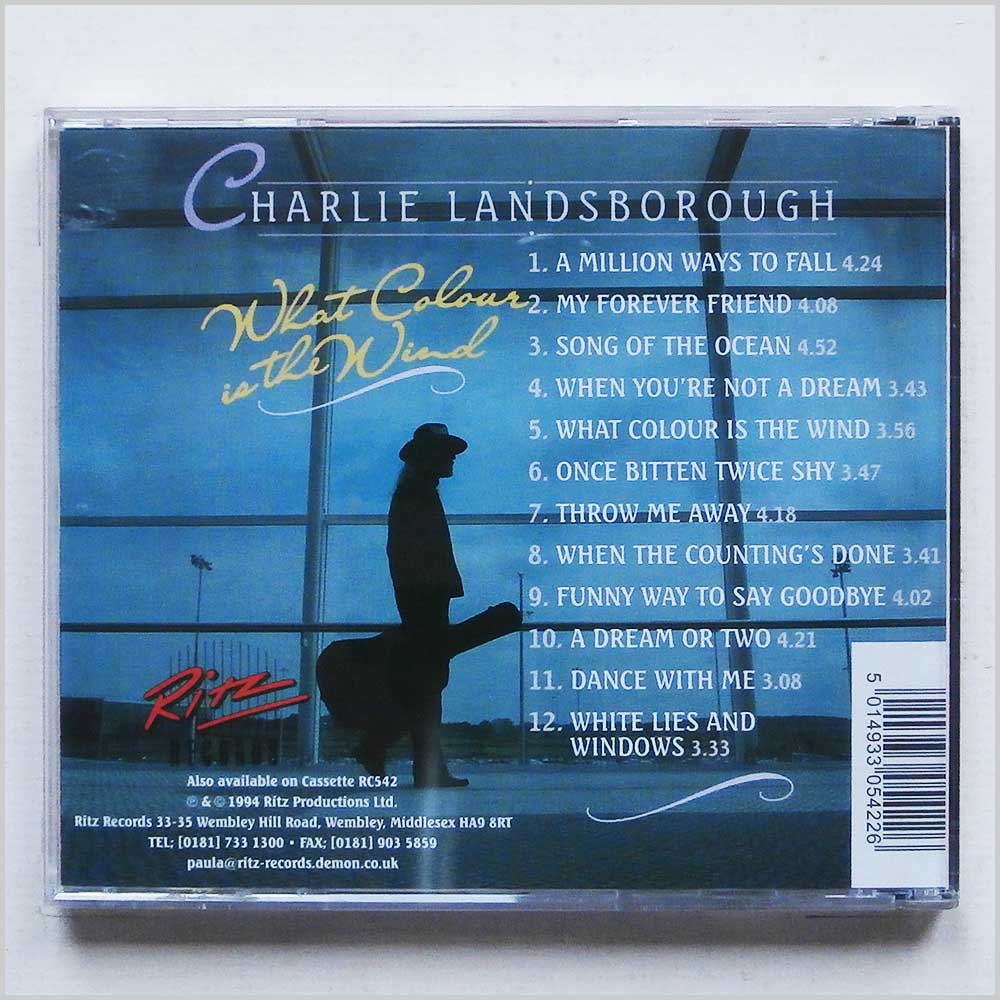 CHARLIE LANDSBOROUGH
What Colour
is the Wind
1. A MILLION WAYS TO FALL 4.24
2. MY FOREVER FRIEND 4.08
3. SONG OF THE OCEAN 4.52
4. WHEN YOU'RE NOT A DREAM 3.43
5. WHAT COLOUR IS THE WIND 3.56
6. ONCE BITTEN TWICE SHY 3.47
7. THROW ME AWAY 4.18
8. WHEN THE COUNTING'S DONE 3.41
9. FUNNY WAY TO SAY GOODBYE 4.02
10. A DREAM OR TWO 4.21
11. DANCE WITH ME 3.08
12. WHITE LIES AND
WINDOWS 3.33
Ritz
Also available on Cassette RC542
℗ & © 1994 Ritz Productions Ltd.
Ritz Records 33-35 Wembley Hill Road, Wembley, Middlesex HA9 8RT
TEL; [0181] 733 1300 • FAX; [0181] 903 5859
paula@ritz-records.demon.co.uk
5 014933 054226